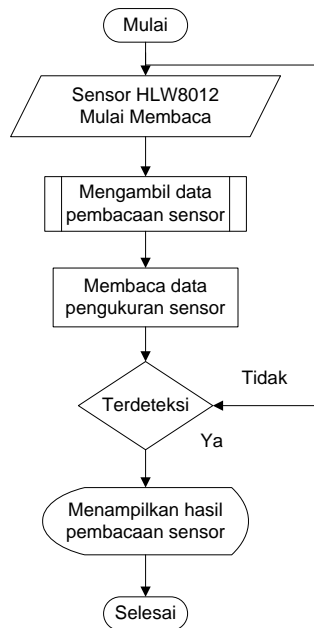 Mulai
Sensor HLW8012
Mulai Membaca
Mengambil data
pembacaan sensor
Membaca data
pengukuran sensor
Terdeteksi
Tidak
Ya
Menampilkan hasil
pembacaan sensor
Selesai